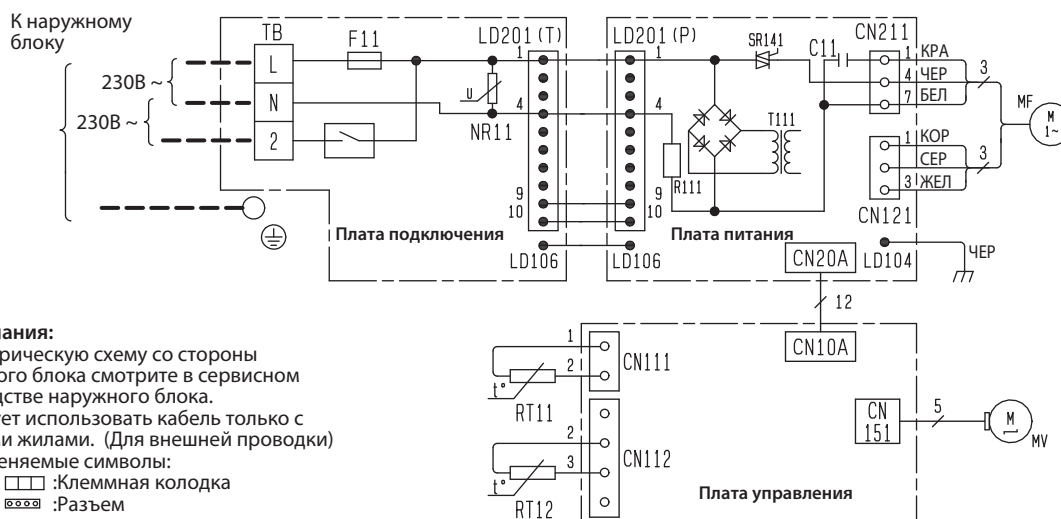 К наружному
блоку
TB
F11
LD201 (T)
LD201 (P)
SR141
C11
CN211
L
N
2
230В ~
230В ~
U
NR11
1
4
9
10
1
4
9
10
R111
T111
1 КРА
4 ЧЕР
7 БЕЛ
3
MF
M
1~
1 КОР
СЕР
3 ЖЕЛ
3
CN121
Плата подключения
Плата питания
LD106
LD106
CN20A
LD104
ЧЕР
12
CN10A
ания:
рическую схему со стороны
ого блока смотрите в сервисном
дстве наружного блока.
ует использовать кабель только с
ми жилами. (Для внешней проводки)
еняемые символы:
:Клеммная колодка
:Разъем
1
2
CN111
t°
RT11
2
3
CN112
t°
RT12
CN
151
5
M
MV
Плата управления